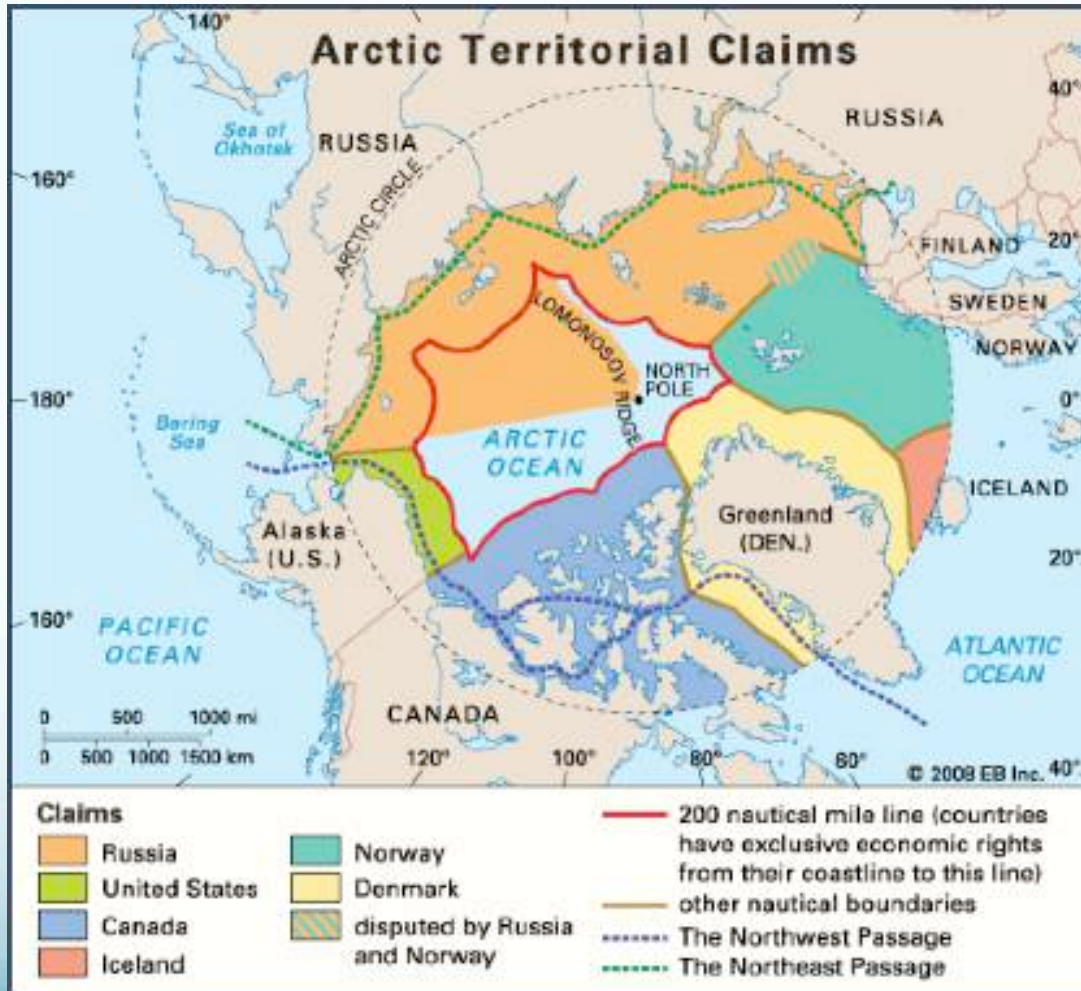 Arctic Territorial Claims
140°
40°
Sea of
Okhotsk
RUSSIA
RUSSIA
160°
ARCTIC CIRCLE
FINLAND
20°
SWEDEN
LOMONOSOV RIDGE
NORWAY
NORTH
POLE
180°
0°
Bering
Sea
ARCTIC
OCEAN
ICELAND
Alaska
(U.S.)
Greenland
(DEN.)
20°
160°
PACIFIC
OCEAN
ATLANTIC
OCEAN
0 500 1000 mi
0 500 1000 1500 km
CANADA
120°
100°
80°
60°
40°
© 2008 EB Inc.
Claims
Russia
United States
Canada
Iceland
Norway
Denmark
disputed by Russia
and Norway
200 nautical mile line (countries
have exclusive economic rights
from their coastline to this line)
other nautical boundaries
The Northwest Passage
The Northeast Passage